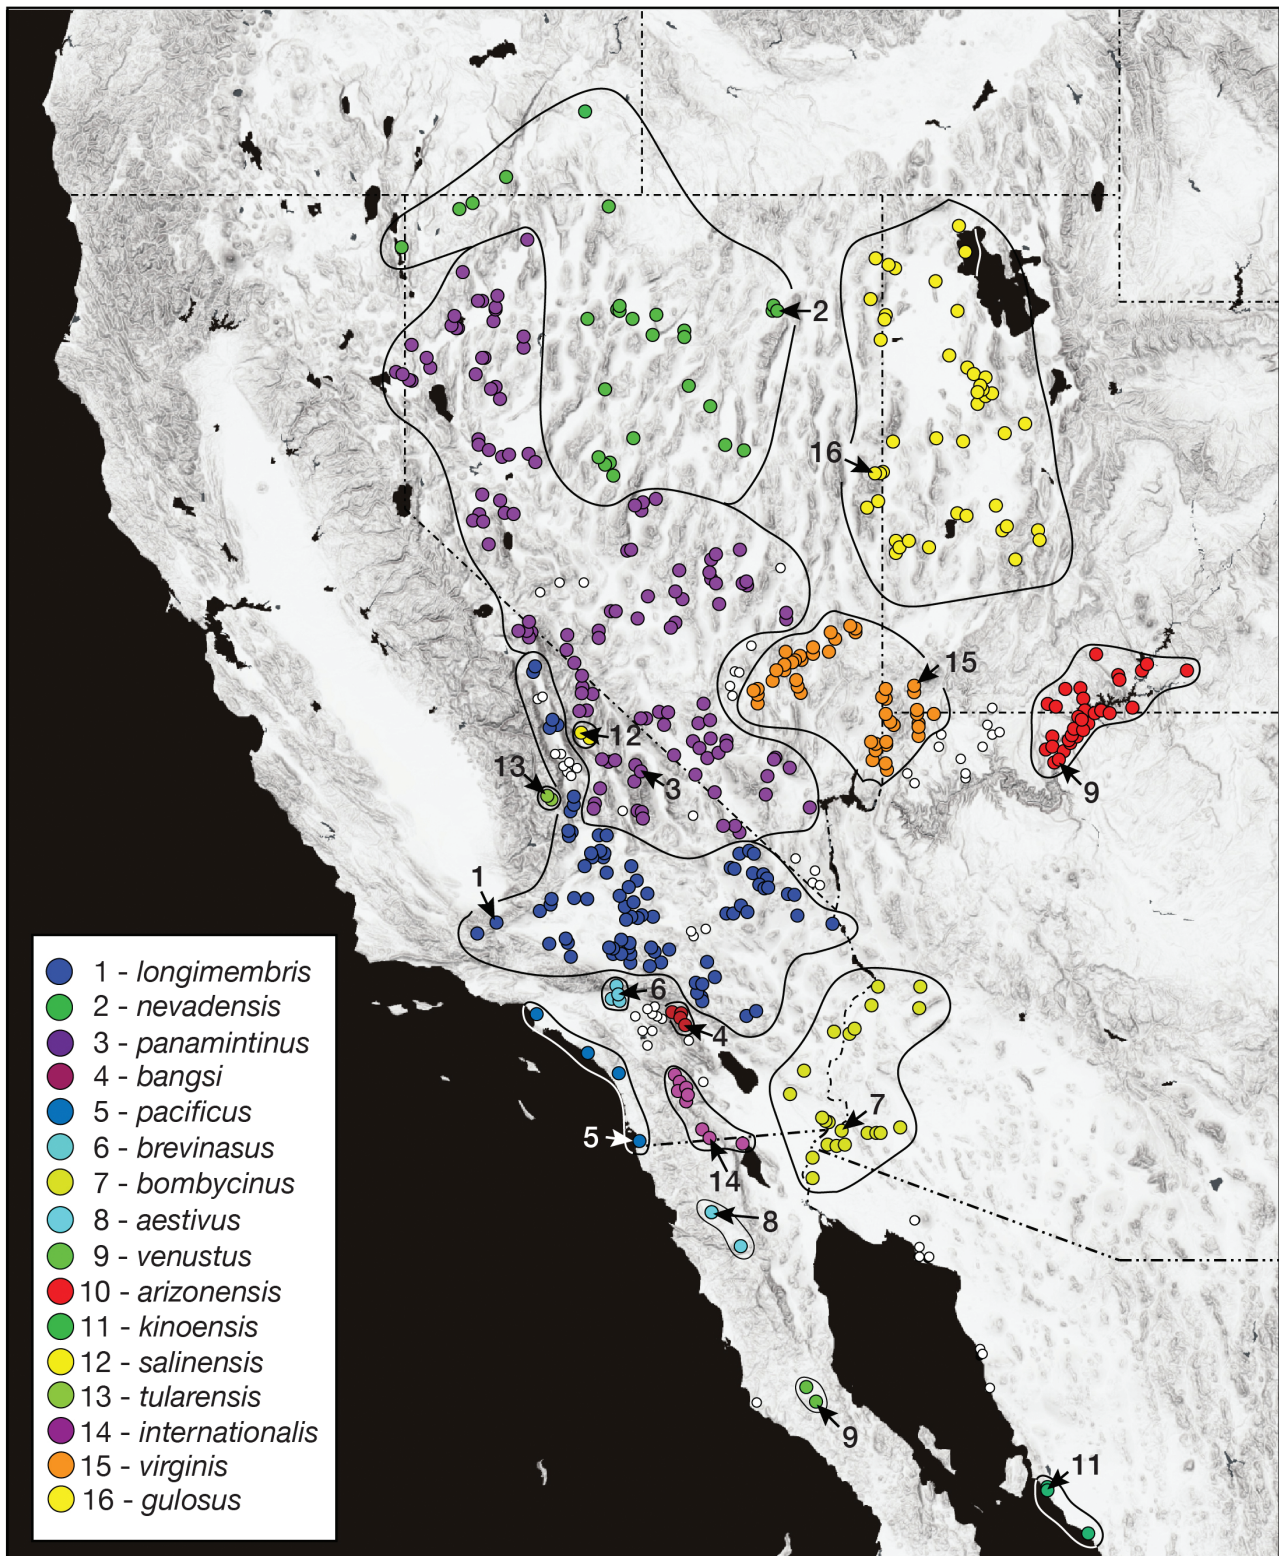 2
16
15
12
13
3
9
1
6
4
7
5
14
8
9
11
1 - longimembris
2 - nevadensis
3 - panamintinus
4 - bangsi
5 - pacificus
6 - brevinasus
7 - bombycinus
8 - aestivus
9 - venustus
10 - arizonensis
11 - kinoensis
12 - salinensis
13 - tularensis
14 - internationalis
15 - virginis
16 - gulosus